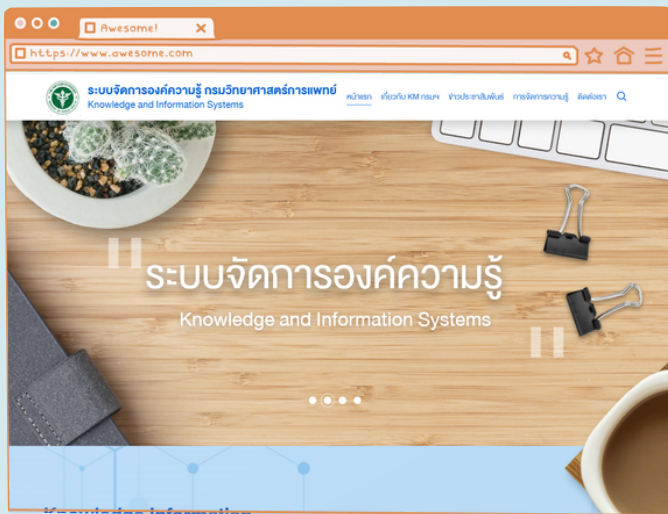 Awesome!
https://www.awesome.com
ระบบจัดการองค์ความรู้ กรมวิทยาศาสตร์การแพทย์
Knowledge and Information Systems
หน้าแรก เกี่ยวกับ KM กรมฯ ข่าวประชาสัมพันธ์ การจัดการความรู้ ติดต่อเรา
"ระบบจัดการองค์ความรู้
Knowledge and Information Systems"
Knowledge information